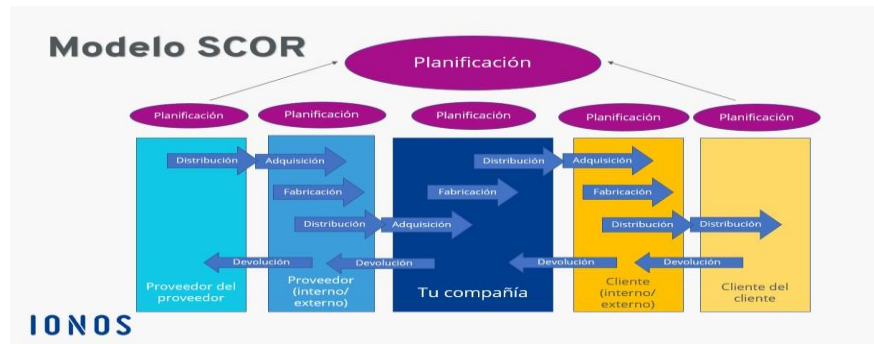 Modelo SCOR
Planificación
Planificación
Planificación
Planificación
Planificación
Planificación
Distribución
Adquisición
Distribución
Adquisición
Fabricación
Fabricación
Fabricación
Distribución
Adquisición
Distribución
Distribución
Devolución
Devolución
Devolución
Devolución
Proveedor del
proveedor
Proveedor
(interno/
externo)
Tu compañía
Cliente
(interno/
externo)
Cliente del
cliente
IONOS